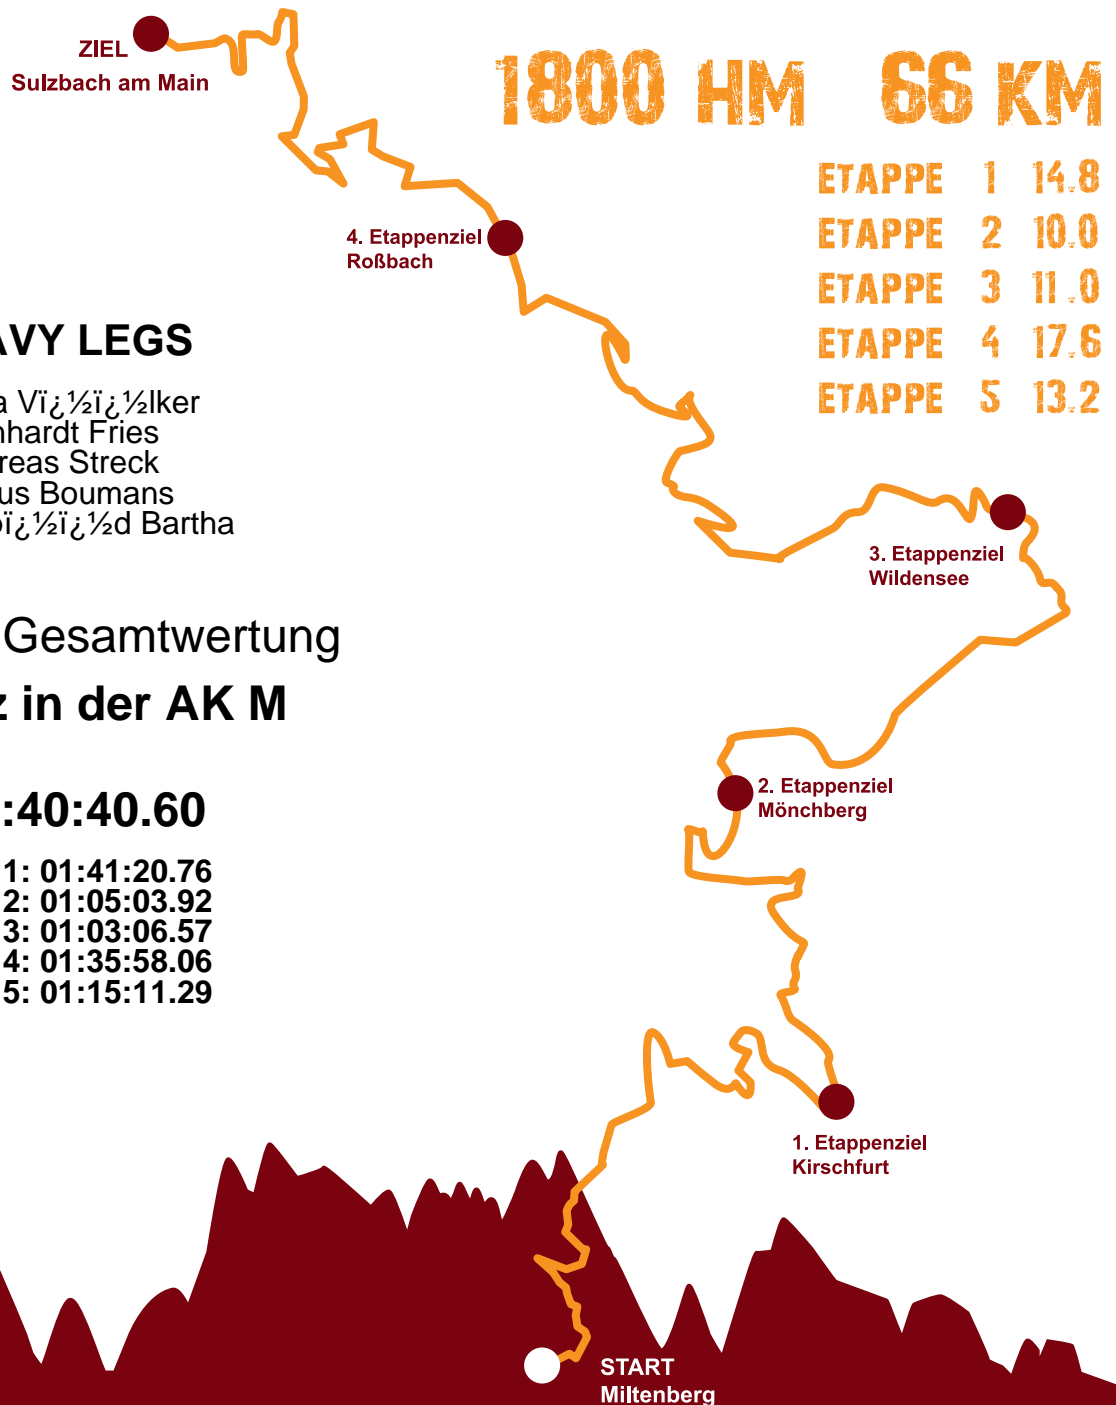 ZIEL
Sulzbach am Main
1800 HM 66 KM
ETAPPE 1 14.8
ETAPPE 2 10.0
ETAPPE 3 11.0
ETAPPE 4 17.6
ETAPPE 5 13.2
4. Etappenziel
Roßbach
AVY LEGS
a Vï¿½ï¿½lker
nhardt Fries
reas Streck
us Boumans
oï¿½ï¿½d Bartha
3. Etappenziel
Wildensee
Gesamtwertung
z in der AK M
2. Etappenziel
Mönchberg
:40:40.60
1: 01:41:20.76
2: 01:05:03.92
3: 01:03:06.57
4: 01:35:58.06
5: 01:15:11.29
1. Etappenziel
Kirschfurt
START
Miltenberg